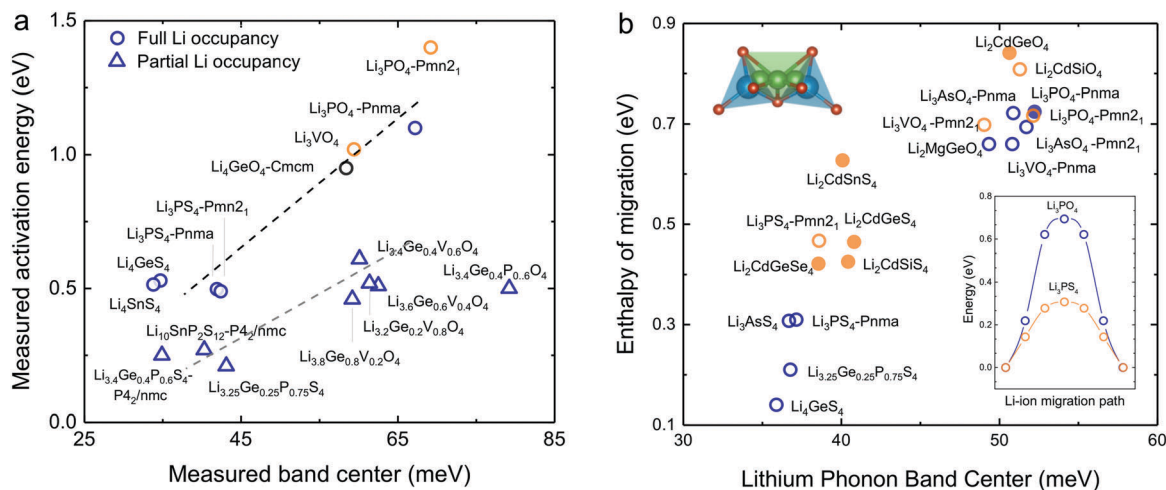 a
Measured activation energy (eV)
1.5
1.0
0.5
0.0
Full Li occupancy
Partial Li occupancy
Li₃PO₄-Pmn2₁
Li₃PO₄-Pnma
Li₃VO₄
Li₄GeO₄-Cmcm
Li₃PS₄-Pmn2₁
Li₃PS₄-Pnma
Li₄GeS₄
Li₄SnS₄
Li₃.₄Ge₀.₄V₀.₆O₄
Li₃.₄Ge₀.₄P₀..₆O₄
Li₃.₆Ge₀.₆V₀.₄O₄
Li₃.₂Ge₀.₂V₀.₈O₄
Li₃.₈Ge₀.₈V₀.₂O₄
Li₁₀SnP₂S₁₂-P4₂/nmc
Li₃.₄Ge₀.₄P₀.₆S₄-
P4₂/nmc
Li₃.₂₅Ge₀.₂₅P₀.₇₅S₄
25 45 65 85
Measured band center (meV)
b
Enthalpy of migration (eV)
0.9
0.7
0.5
0.3
0.1
Li₂CdGeO₄
Li₂CdSiO₄
Li₃AsO₄-Pnma
Li₃PO₄-Pnma
Li₃VO₄-Pmn2₁
Li₃PO₄-Pmn2₁
Li₂MgGeO₄
Li₃AsO₄-Pmn2₁
Li₃VO₄-Pnma
Li₂CdSnS₄
Li₃PS₄-Pmn2₁
Li₂CdGeS₄
Li₂CdGeSe₄
Li₂CdSiS₄
Li₃AsS₄
Li₃PS₄-Pnma
Li₃.₂₅Ge₀.₂₅P₀.₇₅S₄
Li₄GeS₄
Energy (eV)
0.8
0.6
0.4
0.2
0.0
Li₃PO₄
Li₃PS₄
Li-ion migration path
30 40 50 60
Lithium Phonon Band Center (meV)